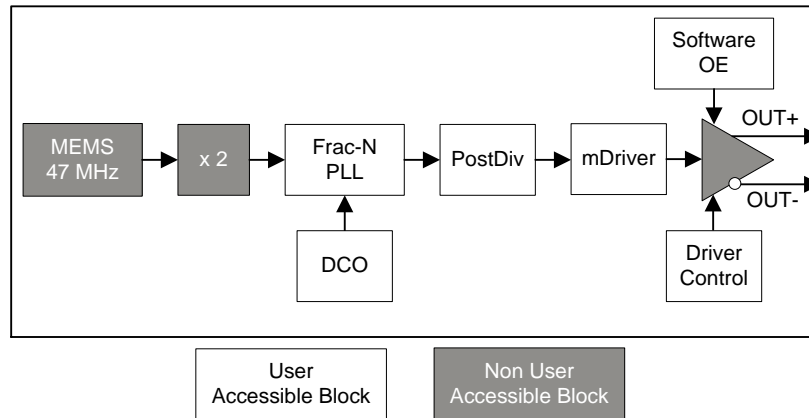 Software
OE
OUT+
MEMS
47 MHz
x 2
Frac-N
PLL
PostDiv
mDriver
OUT-
DCO
Driver
Control
User
Accessible Block
Non User
Accessible Block